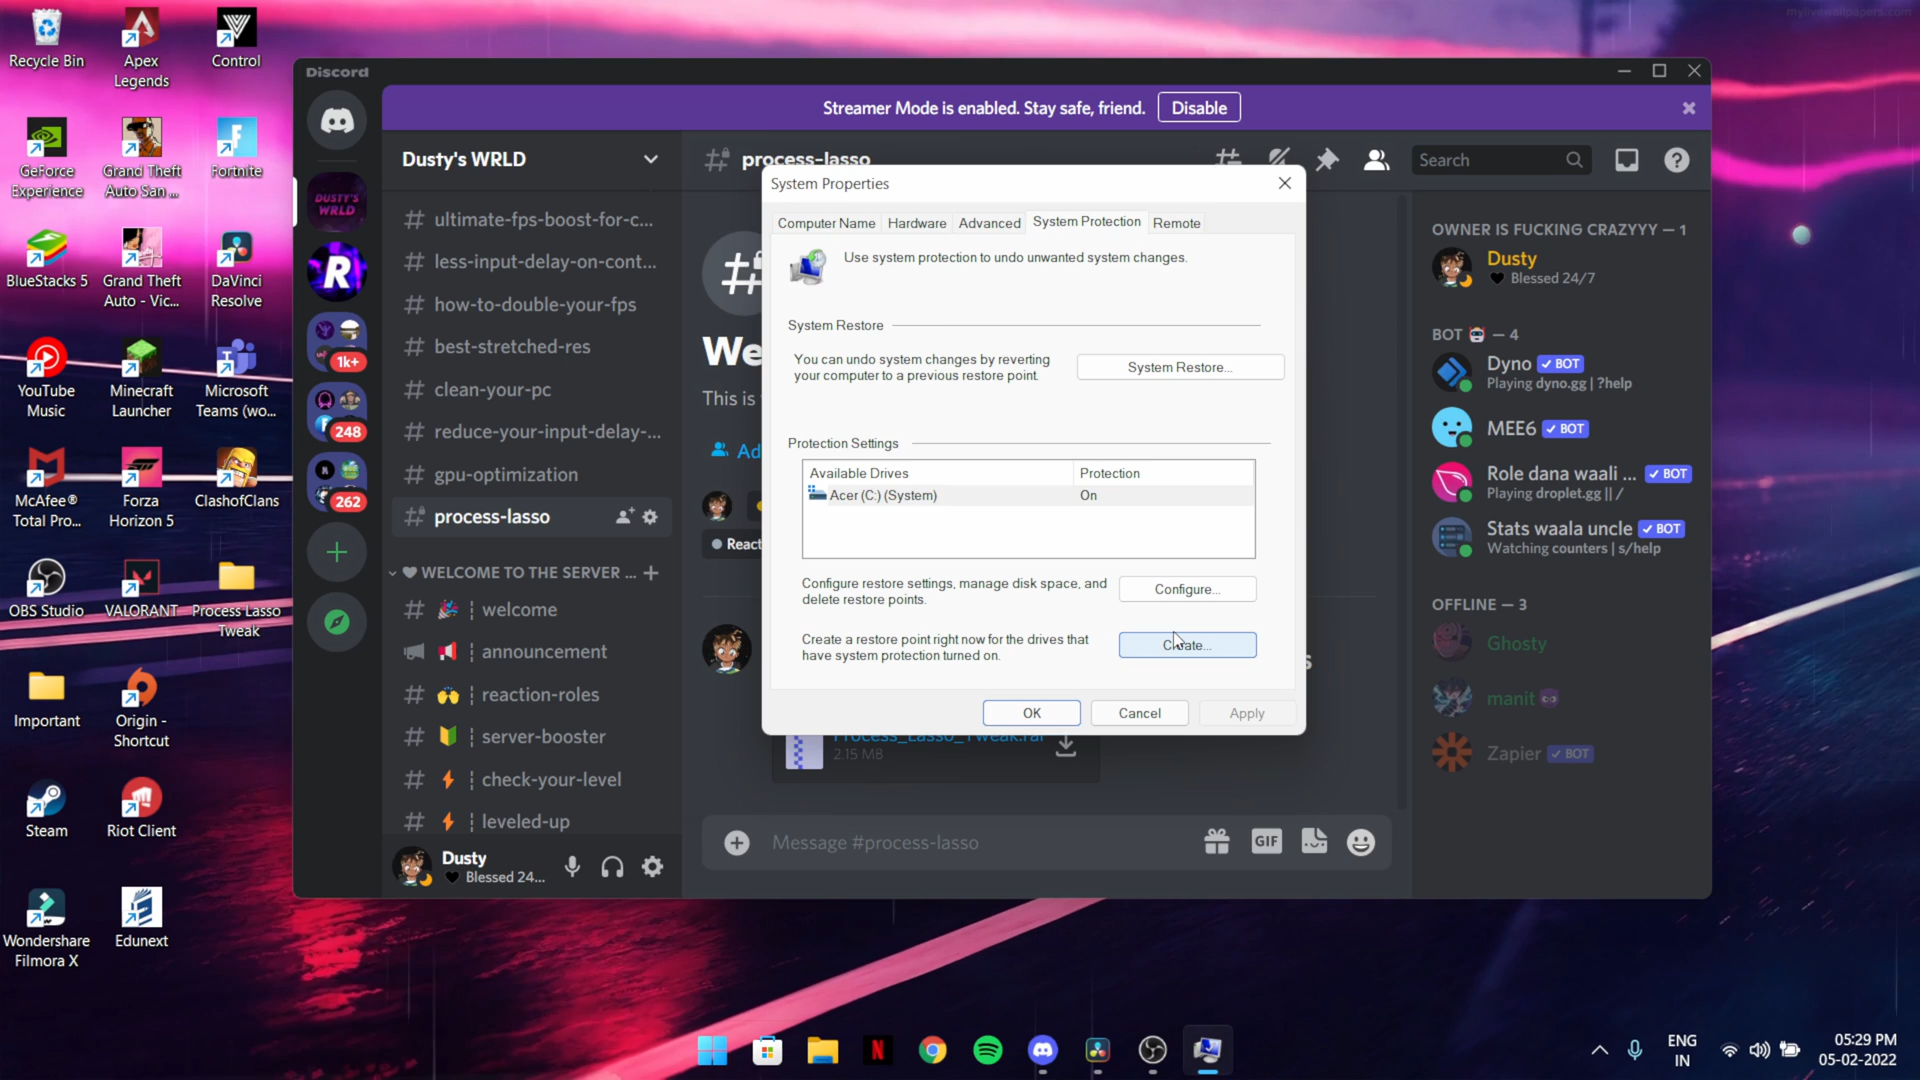 mylivewallpapers.com
Recycle Bin
Apex
Legends
Control
GeForce
Experience
Grand Theft
Auto San ...
Fortnite
BlueStacks 5
Grand Theft
Auto - Vic...
DaVinci
Resolve
YouTube
Music
Minecraft
Launcher
Microsoft
Teams (wo...
McAfee®
Total Pro...
Forza
Horizon 5
ClashofClans
OBS Studio
VALORANT
Process Lasso
Tweak
Important
Origin -
Shortcut
Steam
Riot Client
Wondershare
Filmora X
Edunext
Discord
Streamer Mode is enabled. Stay safe, friend.
Disable
DUSTY'S
WRLD
R
1k+
248
262
Dusty's WRLD
ultimate-fps-boost-for-c...
less-input-delay-on-cont...
how-to-double-your-fps
best-stretched-res
clean-your-pc
reduce-your-input-delay-...
gpu-optimization
process-lasso
WELCOME TO THE SERVER ...
welcome
announcement
reaction-roles
server-booster
check-your-level
leveled-up
Dusty
Blessed 24...
process-lasso
Search
We
This is
Ad
React
Process_Lasso_Tweak.rar
2.15 MB
Message #process-lasso
GIF
System Properties
Computer Name
Hardware
Advanced
System Protection
Remote
Use system protection to undo unwanted system changes.
System Restore
You can undo system changes by reverting
your computer to a previous restore point.
System Restore...
Protection Settings
Available Drives
Protection
Acer (C:) (System)
On
Configure restore settings, manage disk space, and
delete restore points.
Configure...
Create a restore point right now for the drives that
have system protection turned on.
Create...
OK
Cancel
Apply
OWNER IS FUCKING CRAZYYY — 1
Dusty
Blessed 24/7
BOT — 4
Dyno BOT
Playing dyno.gg | ?help
MEE6 BOT
Role dana waali ... BOT
Playing droplet.gg || /
Stats waala uncle BOT
Watching counters | s/help
OFFLINE — 3
Ghosty
manit
Zapier BOT
ENG
IN
05:29 PM
05-02-2022